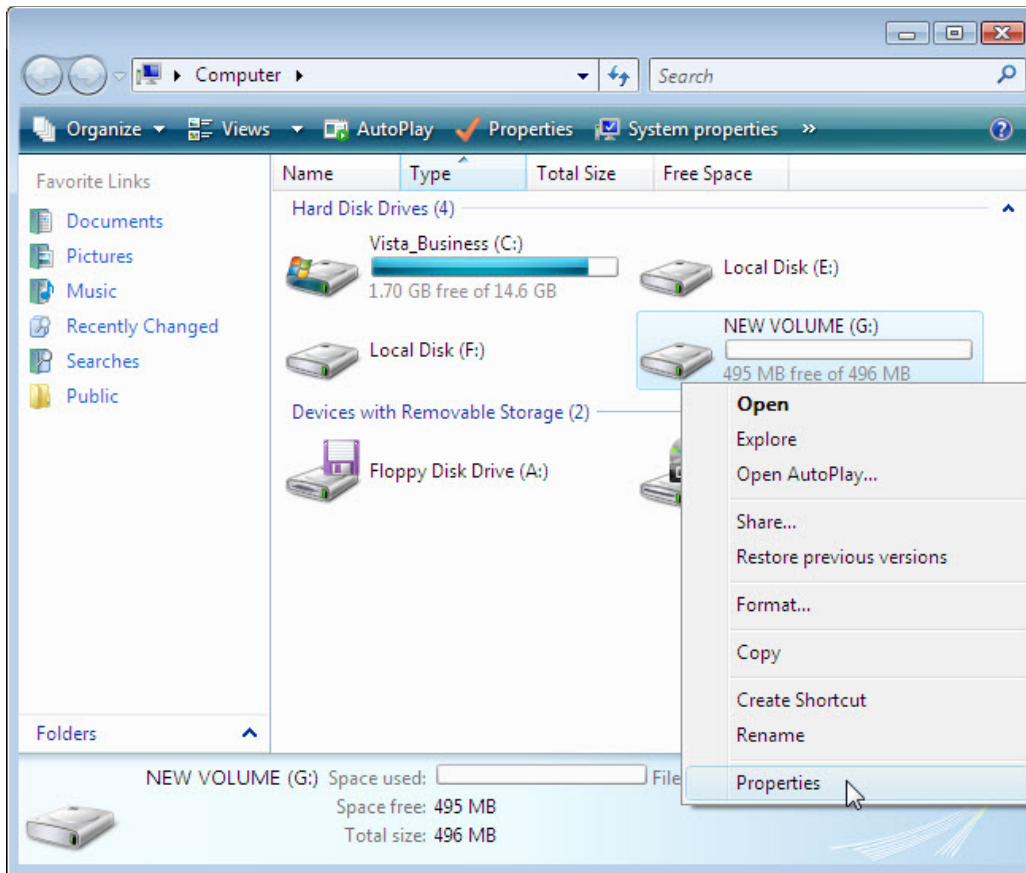 Computer
Search
Organize Views AutoPlay Properties System properties »
Favorite Links
Documents
Pictures
Music
Recently Changed
Searches
Public
Folders
Name Type Total Size Free Space
Hard Disk Drives (4)
Vista_Business (C:)
1.70 GB free of 14.6 GB
Local Disk (E:)
Local Disk (F:)
NEW VOLUME (G:)
495 MB free of 496 MB
Devices with Removable Storage (2)
Floppy Disk Drive (A:)
Open
Explore
Open AutoPlay...
Share...
Restore previous versions
Format...
Copy
Create Shortcut
Rename
Properties
NEW VOLUME (G:) Space used: File
Space free: 495 MB
Total size: 496 MB